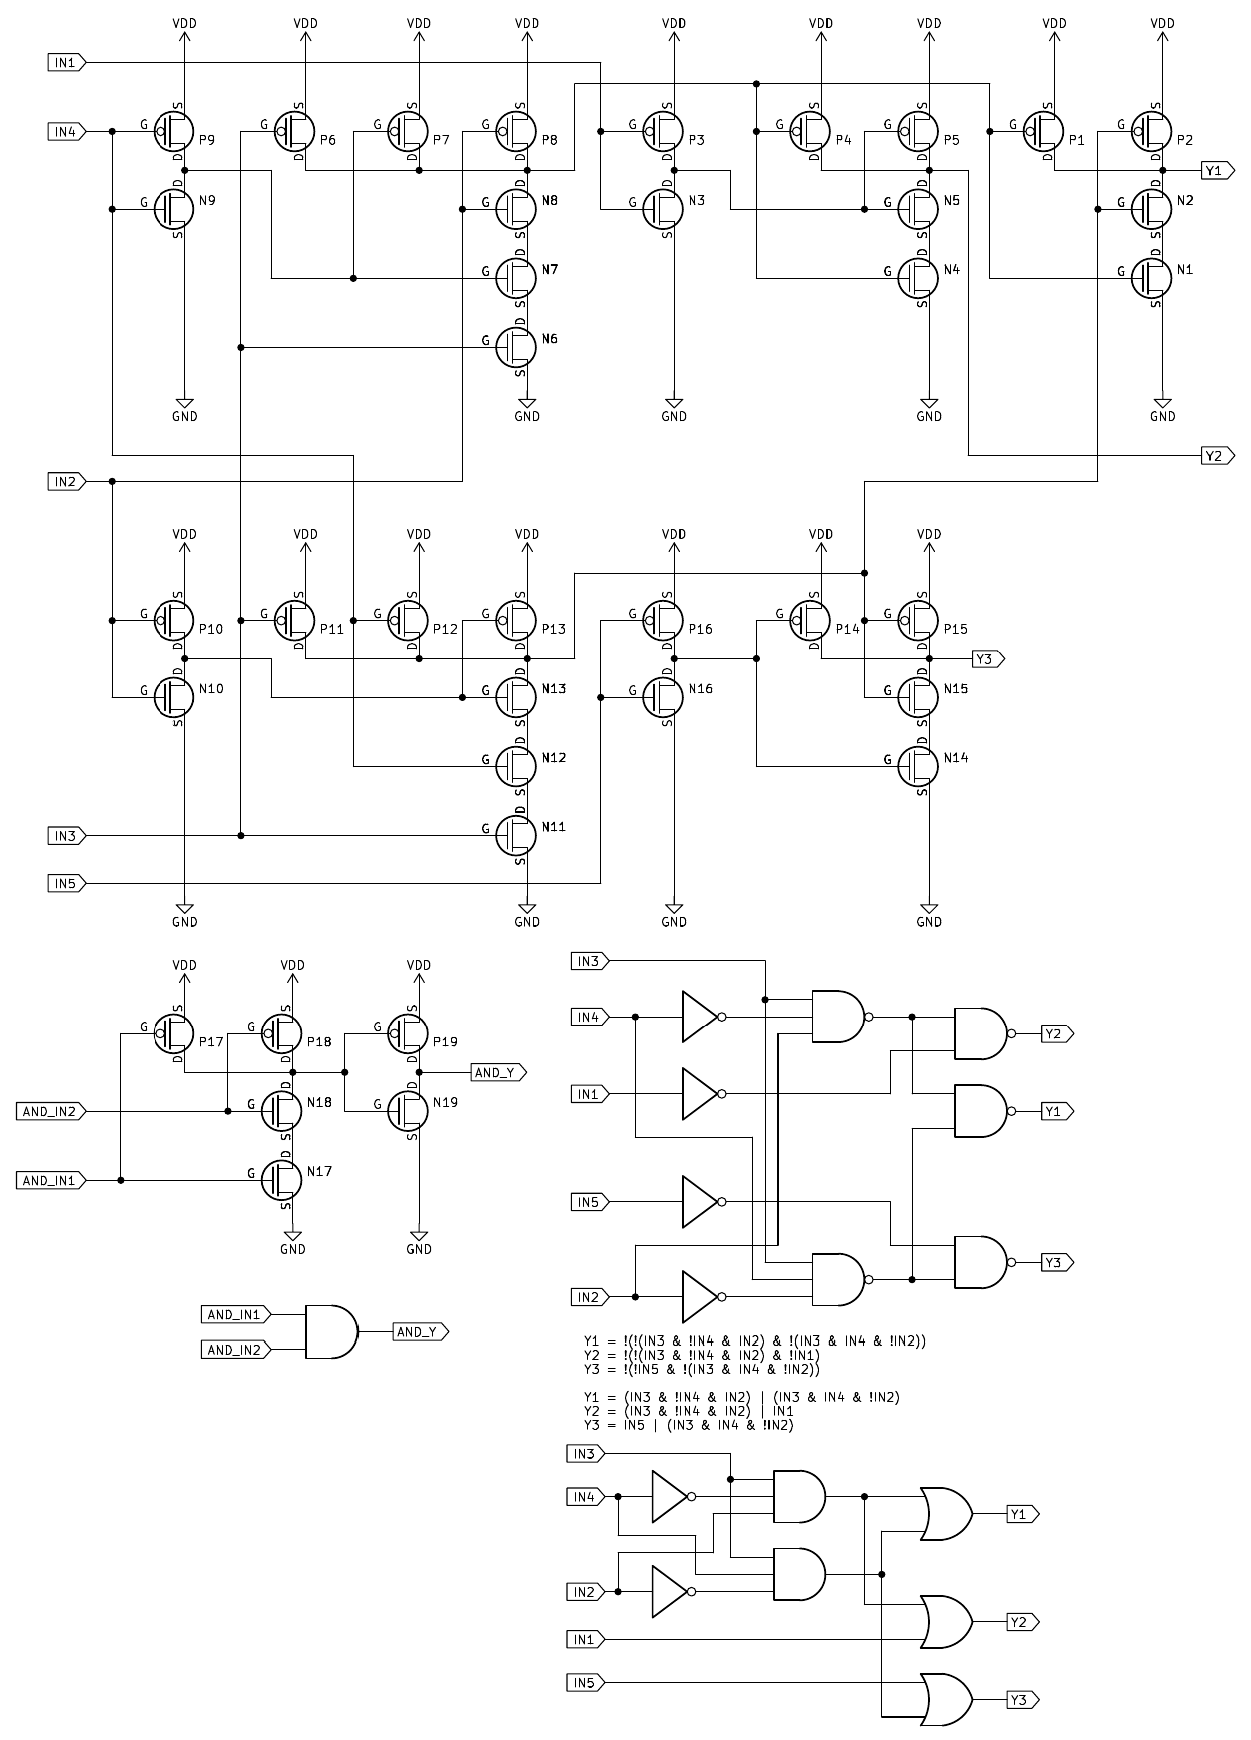 VDD VDD VDD VDD VDD VDD VDD VDD VDD
IN1
S S S S S S S S S
IN4 G P9 G P6 G P7 G P8 G P3 G P4 G P5 G P1 G P2
D D D D D D D D D
Y1
D D D D D
G N9 G N8 G N3 G N5 G N2
S S S S S
D D D
G N7 G N4 G N1
S S S
D
G N6
S
GND GND GND GND GND
Y2
IN2
VDD VDD VDD VDD VDD VDD VDD
S S S S S S S
G P10 G P11 G P12 G P13 G P16 G P14 G P15
D D D D D D D
Y3
D D D D
G N10 G N13 G N16 G N15
S S S S
D D
G N12 G N14
S S
D
IN3 G N11
S
IN5
GND GND GND GND
VDD VDD VDD
S S S
G P17 G P18 G P19
D D D
AND_Y
D D
AND_IN2 G N18 G N19
S S
D
AND_IN1 G N17
S
GND GND
AND_IN1
AND_Y
AND_IN2
IN3
IN4
Y2
IN1
Y1
IN5
Y3
IN2
Y1 = !(!(IN3 & !IN4 & IN2) & !(IN3 & IN4 & !IN2))
Y2 = !(!(IN3 & !IN4 & IN2) & !IN1)
Y3 = !(!IN5 & !(IN3 & IN4 & !IN2))
Y1 = (IN3 & !IN4 & IN2) | (IN3 & IN4 & !IN2)
Y2 = (IN3 & !IN4 & IN2) | IN1
Y3 = IN5 | (IN3 & IN4 & !IN2)
IN3
IN4
Y1
IN2
Y2
IN1
IN5
Y3